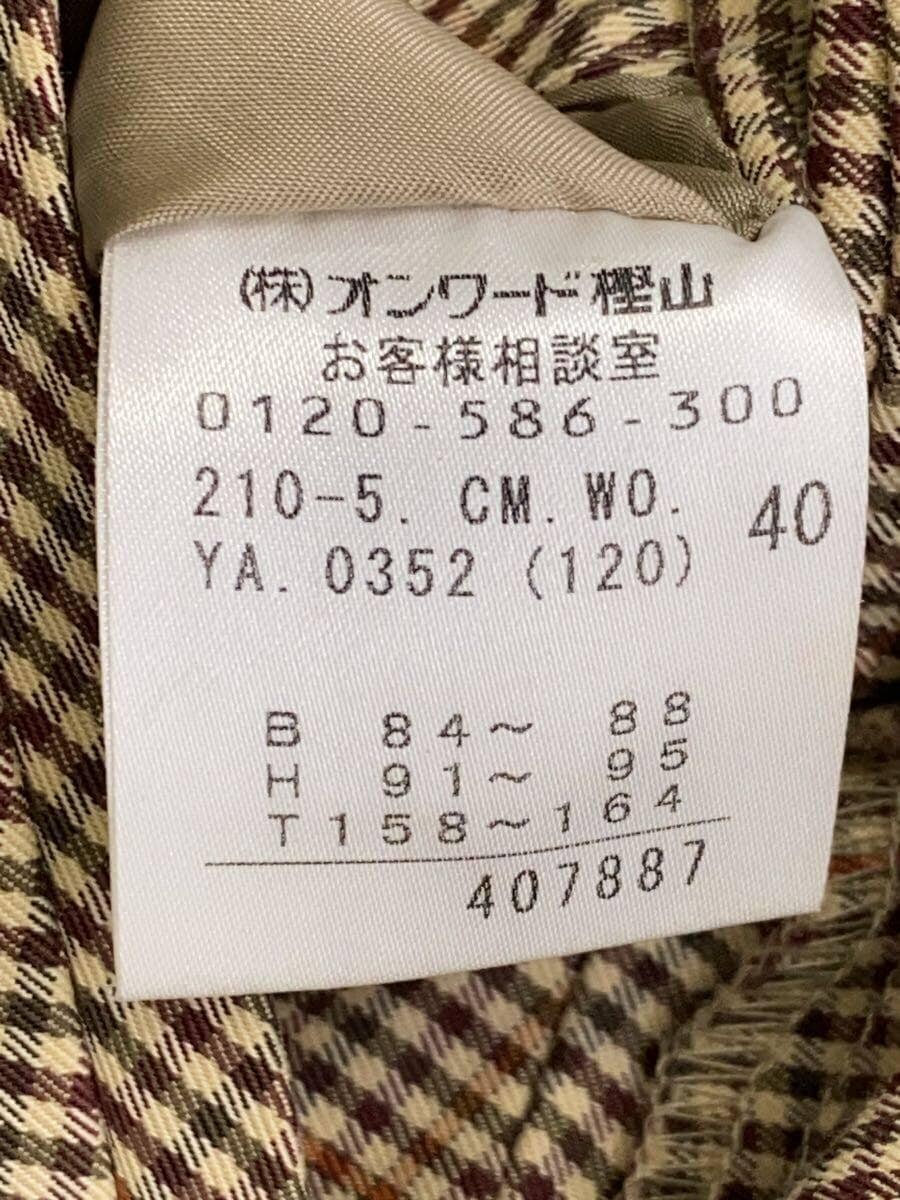 (株)オンワード樫山
お客様相談室
0120-586-300
210-5. CM. WO. 40
YA. 0352 (120)
B 84~ 88
H 91~ 95
T158~164
407887